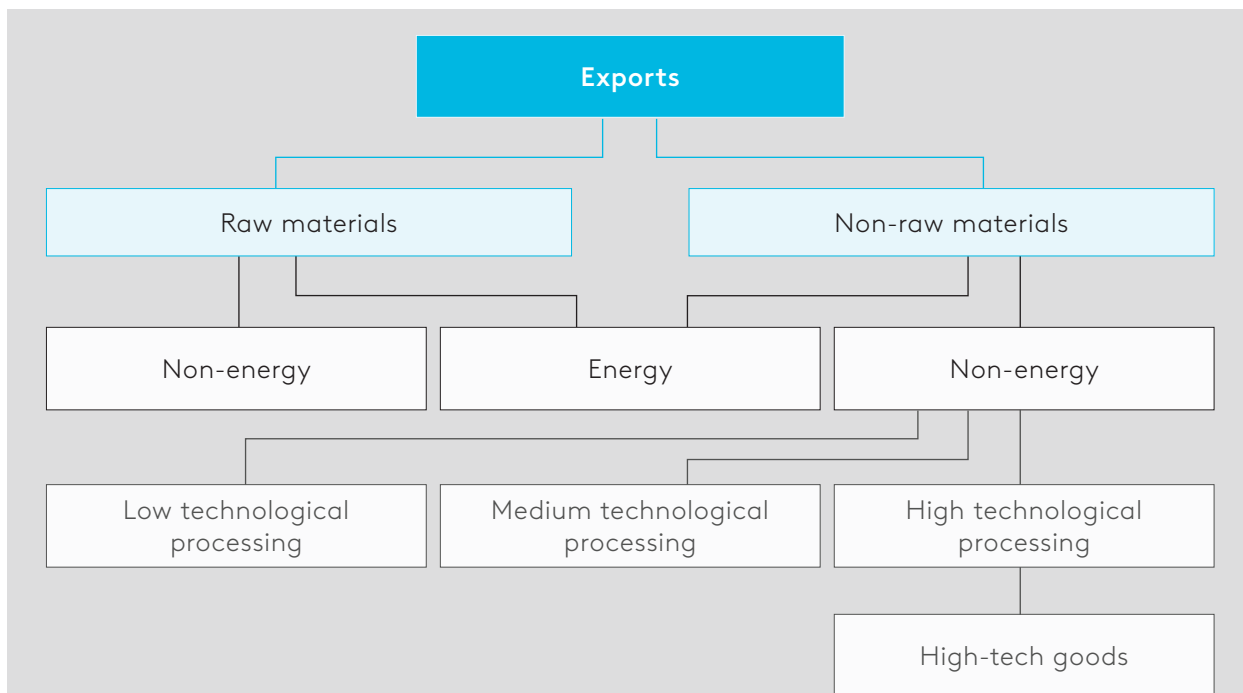 Exports
Raw materials
Non-raw materials
Non-energy
Energy
Non-energy
Low technological
processing
Medium technological
processing
High technological
processing
High-tech goods